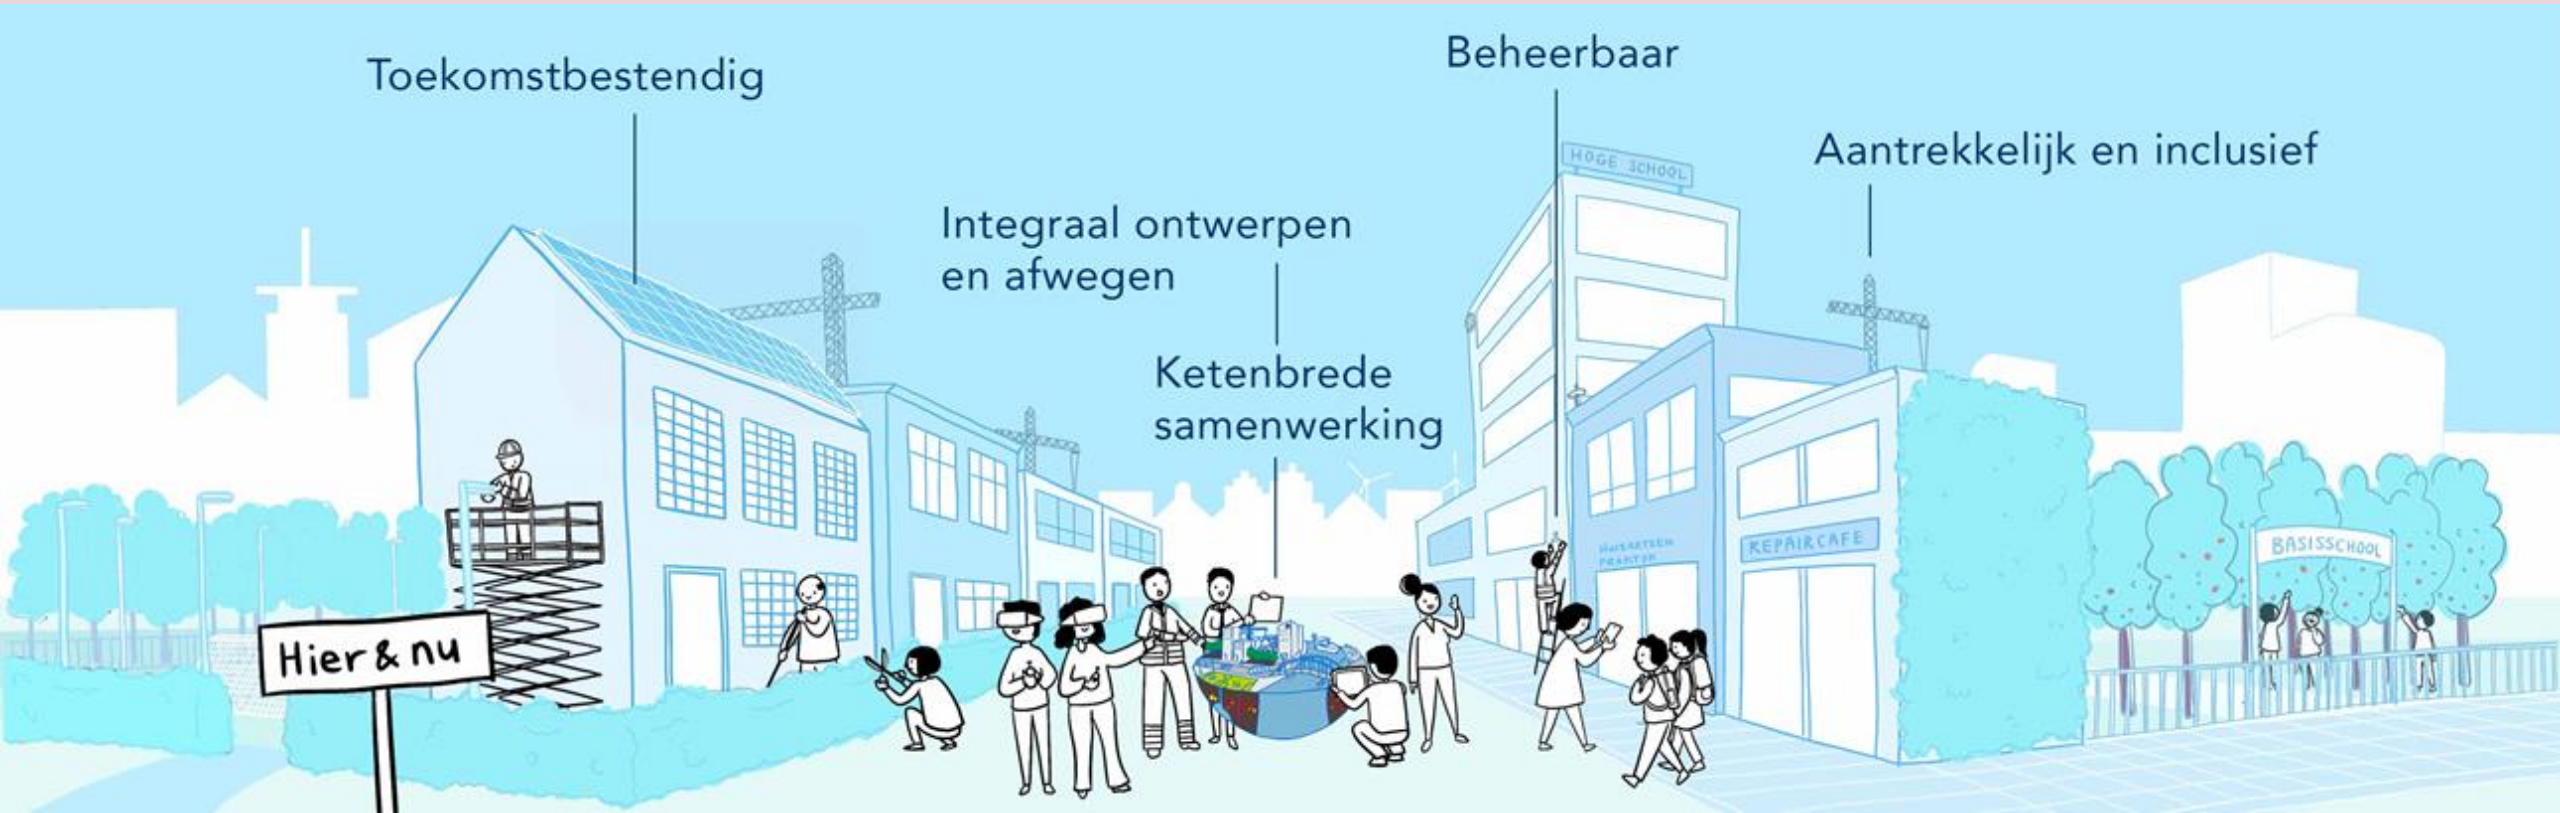 Toekomstbestendig
Beheerbaar
Aantrekkelijk en inclusief
HOGE SCHOOL
Integraal ontwerpen
en afwegen
Ketenbrede
samenwerking
REPAIRCAFE
BASISSCHOOL
Hier & nu